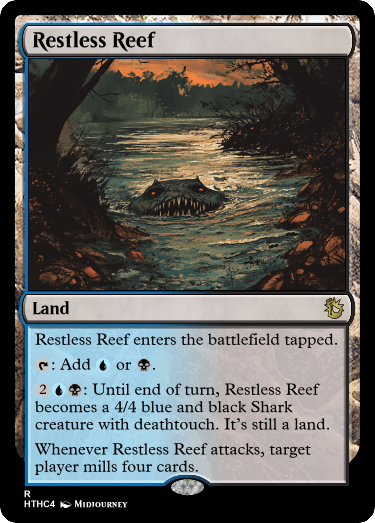 Restless Reef
Land
Restless Reef enters the battlefield tapped.
: Add or .
2 : Until end of turn, Restless Reef
becomes a 4/4 blue and black Shark
creature with deathtouch. It's still a land.
Whenever Restless Reef attacks, target
player mills four cards.
R
HTHC4 Midjourney